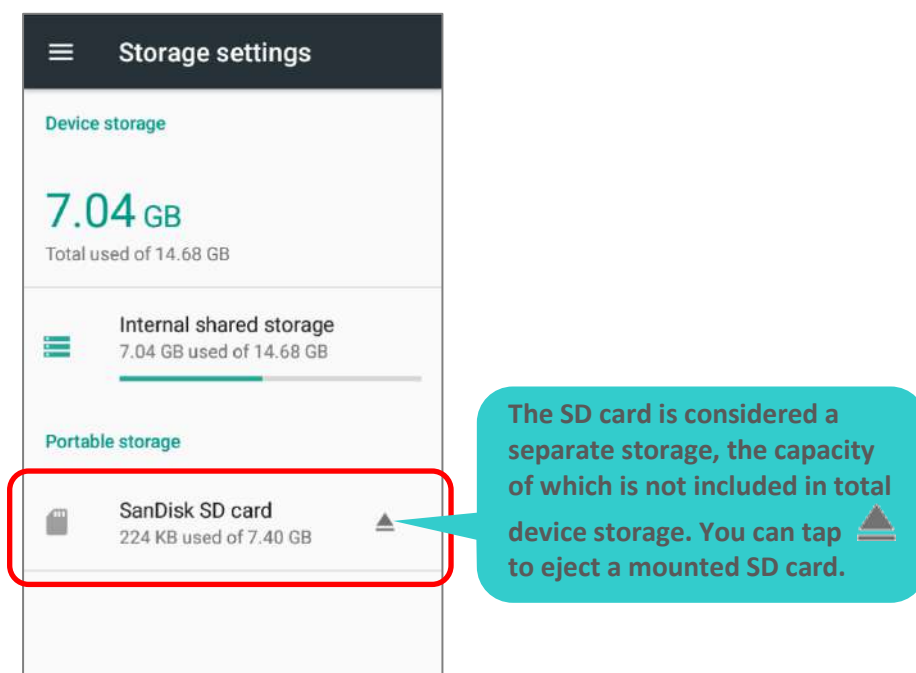 Storage settings
Device storage
7.04 GB
Total used of 14.68 GB
Internal shared storage
7.04 GB used of 14.68 GB
Portable storage
SanDisk SD card
224 KB used of 7.40 GB
The SD card is considered a
separate storage, the capacity
of which is not included in total
device storage. You can tap
to eject a mounted SD card.